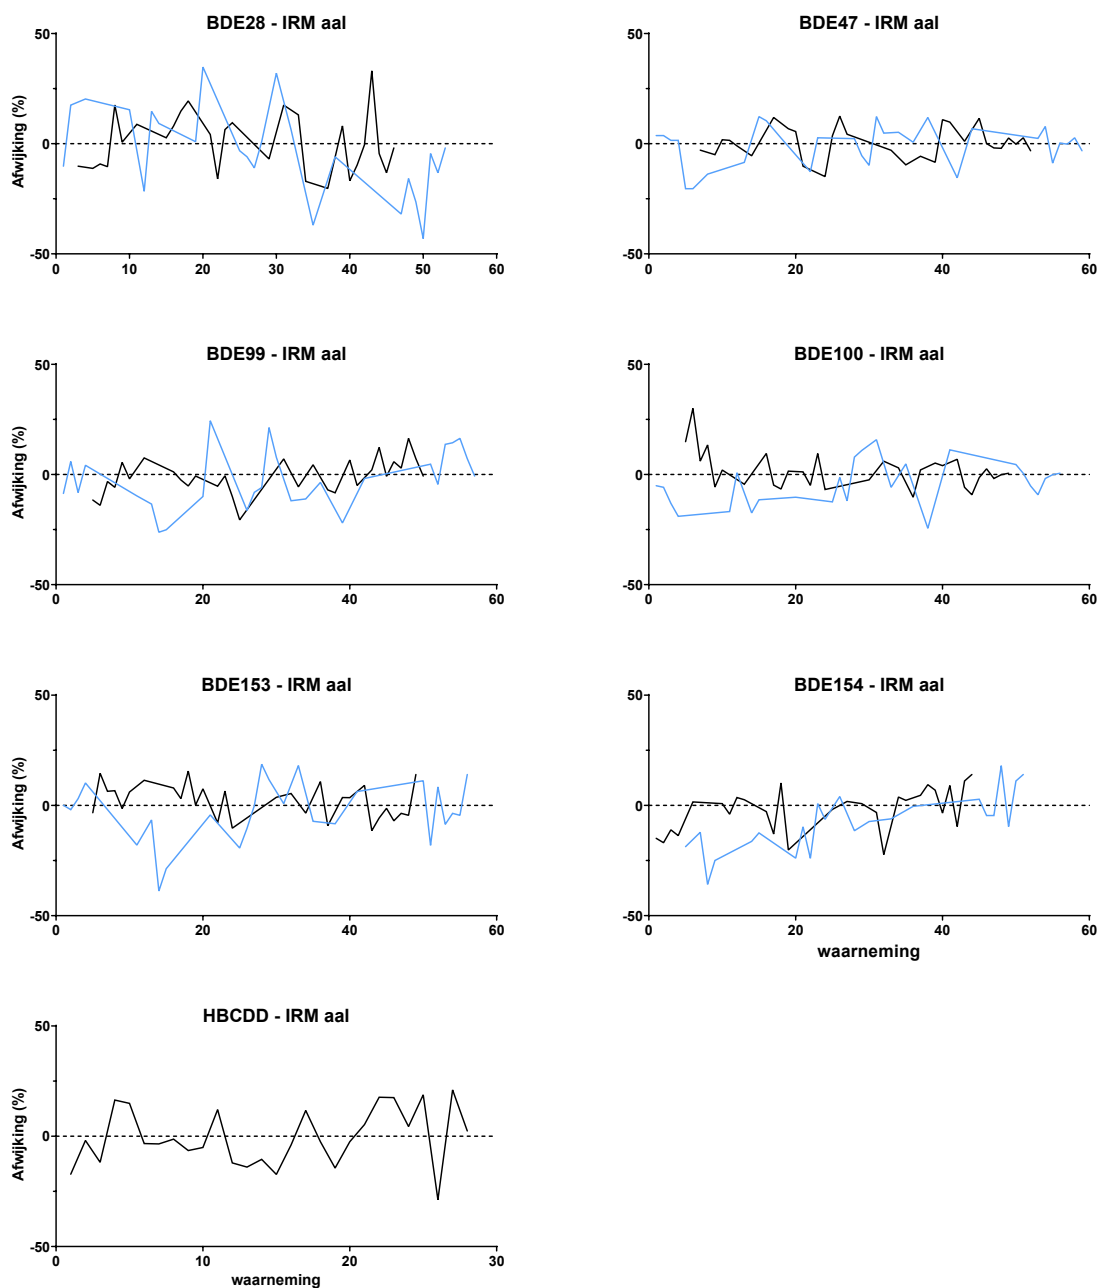 BDE28 - IRM aal
BDE47 - IRM aal
50
0
-50
Afwijking (%)
0 10 20 30 40 50 60
50
0
-50
0 20 40 60
BDE99 - IRM aal
BDE100 - IRM aal
50
0
-50
Afwijking (%)
0 20 40 60
50
0
-50
0 20 40 60
BDE153 - IRM aal
BDE154 - IRM aal
50
0
-50
Afwijking (%)
0 20 40 60
50
0
-50
0 20 40 60
waarneming
HBCDD - IRM aal
50
0
-50
Afwijking (%)
0 10 20 30
waarneming